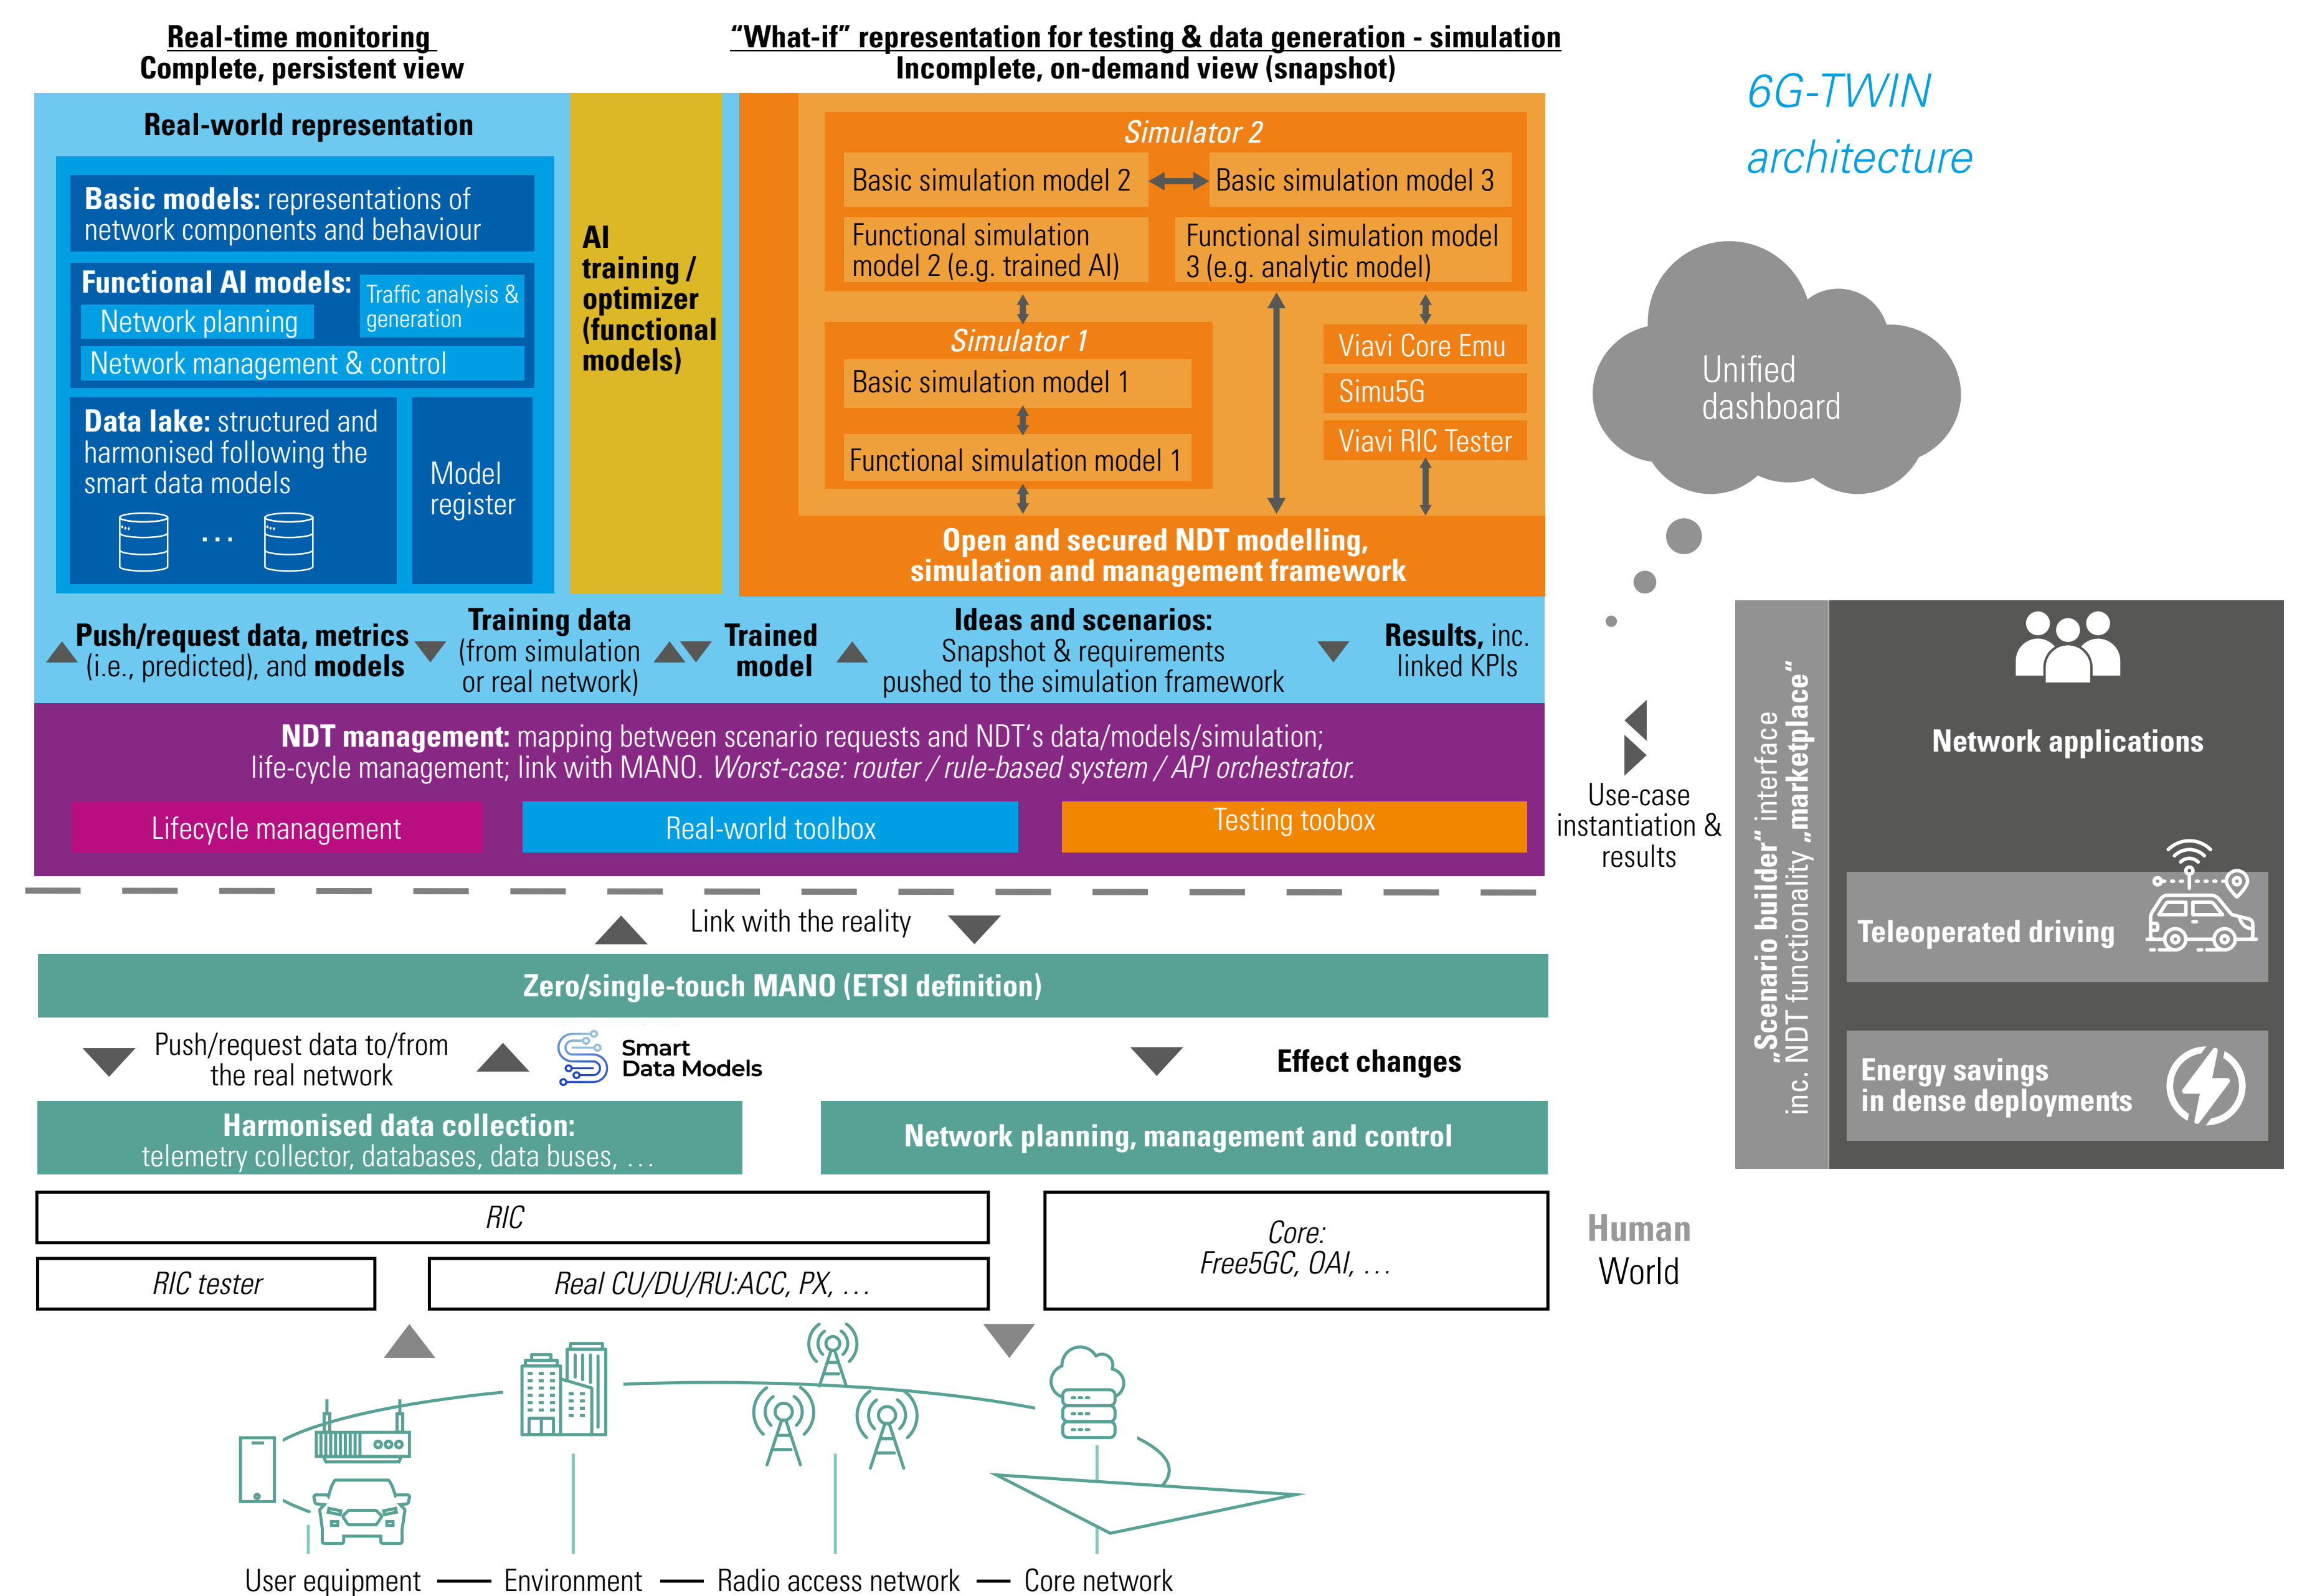 Real-time monitoring
Complete, persistent view
“What-if” representation for testing & data generation - simulation
Incomplete, on-demand view (snapshot)
6G-TWIN
architecture
Real-world representation
Basic models: representations of
network components and behaviour
Functional AI models:
Traffic analysis &
generation
Network planning
Network management & control
Data lake: structured and
harmonised following the
smart data models
...
Model
register
AI
training /
optimizer
(functional
models)
Simulator 2
Basic simulation model 2
Basic simulation model 3
Functional simulation
model 2 (e.g. trained AI)
Functional simulation model
3 (e.g. analytic model)
Simulator 1
Basic simulation model 1
Functional simulation model 1
Viavi Core Emu
Simu5G
Viavi RIC Tester
Open and secured NDT modelling,
simulation and management framework
Unified
dashboard
Push/request data, metrics
(i.e., predicted), and models
Training data
(from simulation
or real network)
Trained
model
Ideas and scenarios:
Snapshot & requirements
pushed to the simulation framework
Results, inc.
linked KPIs
NDT management: mapping between scenario requests and NDT‘s data/models/simulation;
life-cycle management; link with MANO. Worst-case: router / rule-based system / API orchestrator.
Lifecycle management
Real-world toolbox
Testing toobox
Use-case
instantiation &
results
„Scenario builder“ interface
inc. NDT functionality „marketplace“
Network applications
Teleoperated driving
Energy savings
in dense deployments
Link with the reality
Zero/single-touch MANO (ETSI definition)
Push/request data to/from
the real network
Smart
Data Models
Effect changes
Harmonised data collection:
telemetry collector, databases, data buses, ...
Network planning, management and control
RIC
RIC tester
Real CU/DU/RU:ACC, PX, ...
Core:
Free5GC, OAI, ...
Human
World
User equipment
Environment
Radio access network
Core network